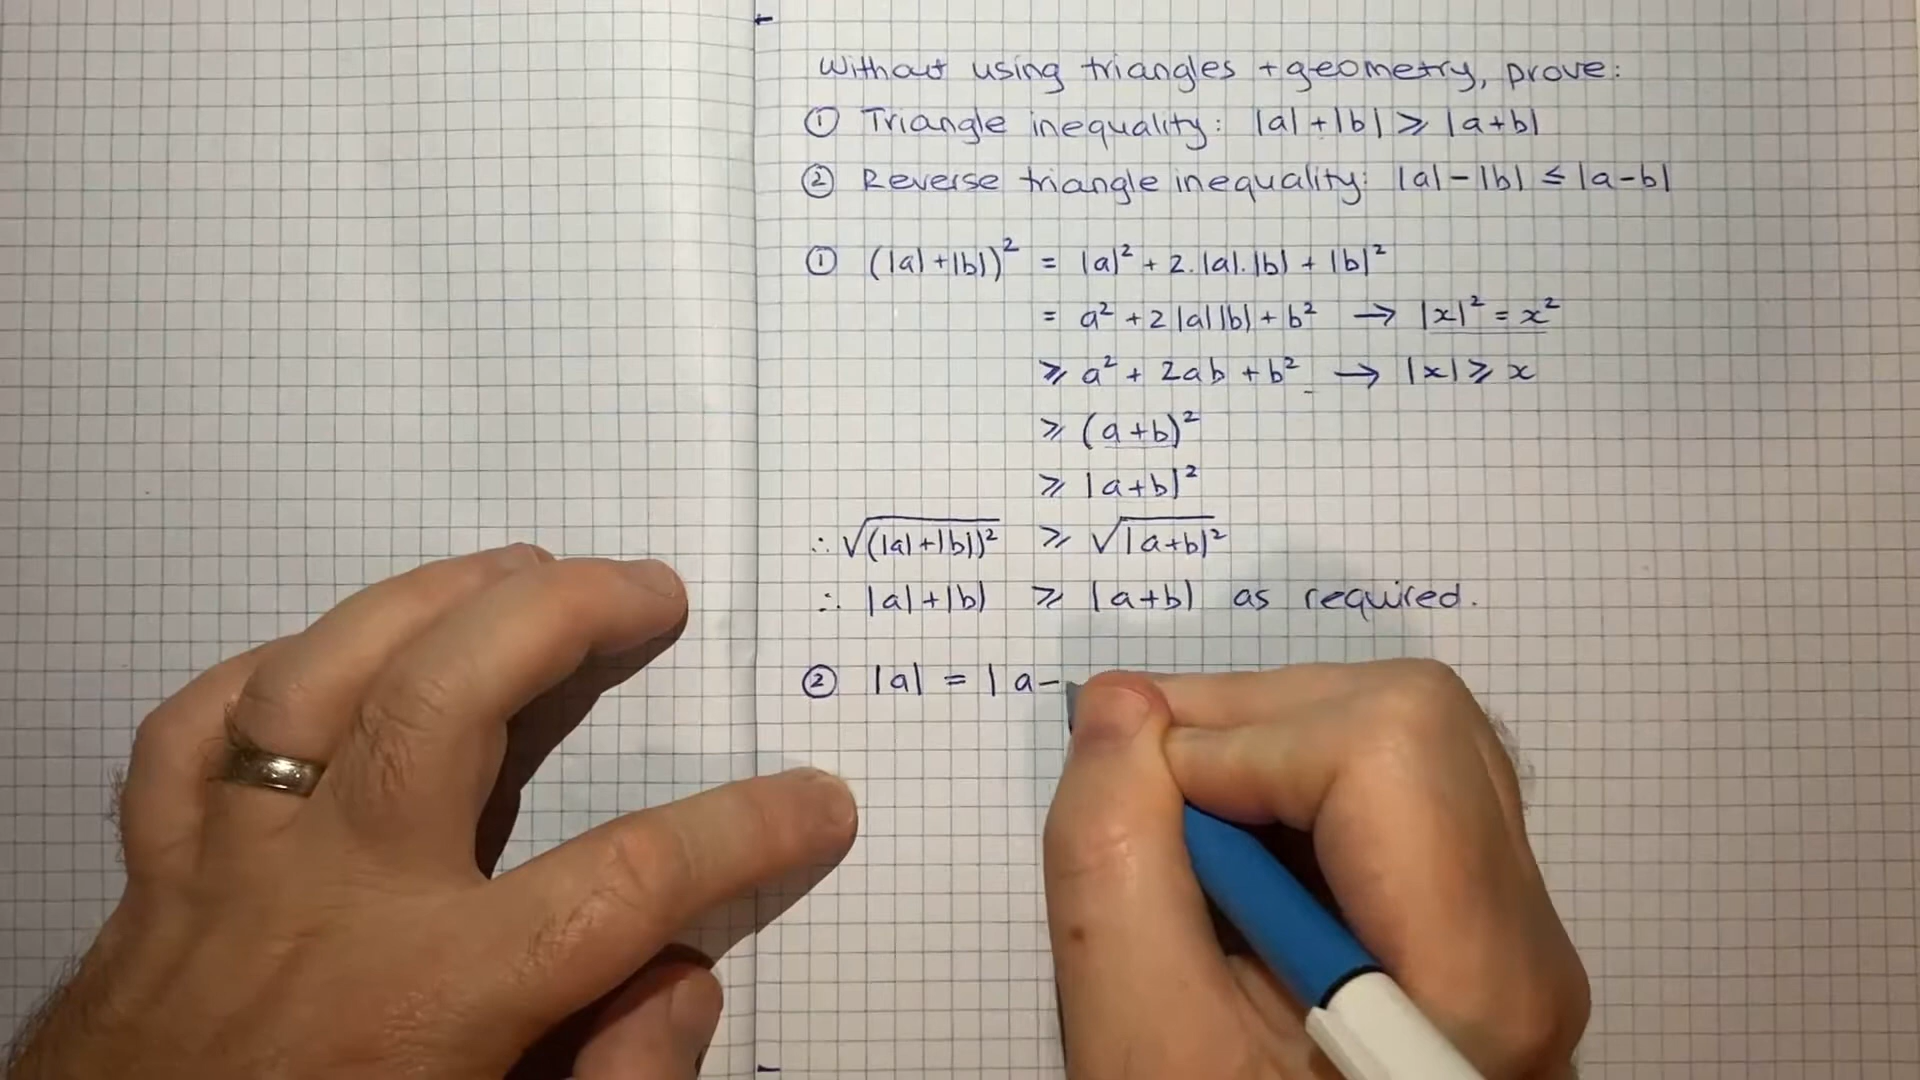 Without using triangles + geometry, prove:
① Triangle inequality: |a| + |b| ⩾ |a+b|
② Reverse triangle inequality: |a| - |b| ≤ |a-b|
① (|a| + |b|)² = |a|² + 2.|a|.|b| + |b|²
= a² + 2|a||b| + b² → |x|² = x²
⩾ a² + 2ab + b² → |x| ⩾ x
⩾ (a+b)²
⩾ |a+b|²
∴ √(|a|+|b|)² ⩾ √|a+b|²
∴ |a|+|b| ⩾ |a+b| as required.
② |a| = |a-